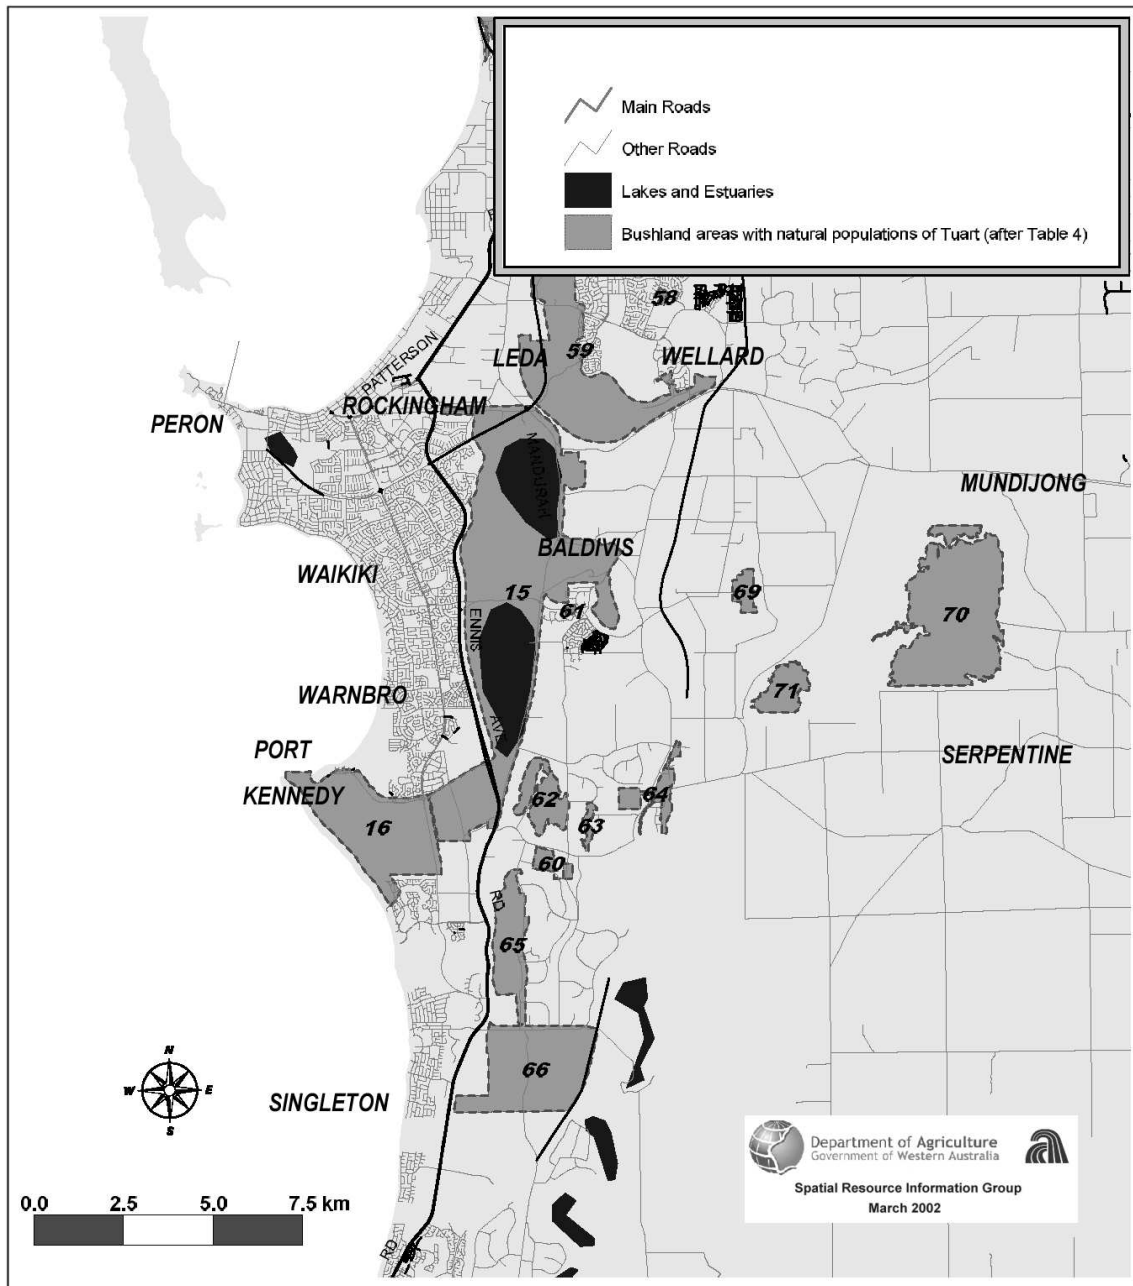 Main Roads
Other Roads
Lakes and Estuaries
Bushland areas with natural populations of Tuart (after Table 4)
58
PATTERSON
LEDA
59
WELLARD
ROCKINGHAM
PERON
MANDURAH
MUNDIJONG
BALDIVIS
WAIKIKI
15
61
69
ENNIS
70
WARNBRO
71
AVE
PORT
KENNEDY
SERPENTINE
16
62
64
63
60
RD
65
N
W E
S
66
SINGLETON
Department of Agriculture
Government of Western Australia
Spatial Resource Information Group
March 2002
0.0 2.5 5.0 7.5 km
RD